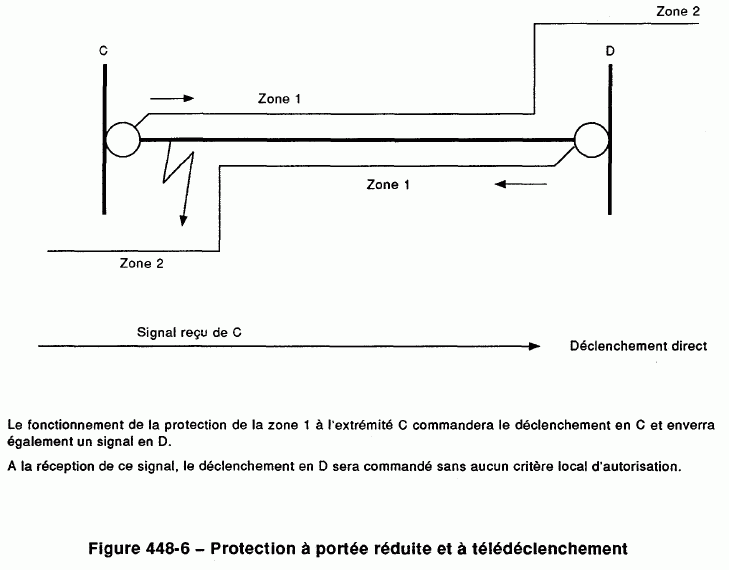 Zone 2
C
D
Zone 1
Zone 1
Zone 2
Signal reçu de C
Déclenchement direct
Le fonctionnement de la protection de la zone 1 à l'extrémité C commandera le déclenchement en C et enverra
également un signal en D.
A la réception de ce signal, le déclenchement en D sera commandé sans aucun critère local d'autorisation.
Figure 448-6 – Protection à portée réduite et à télédéclenchement